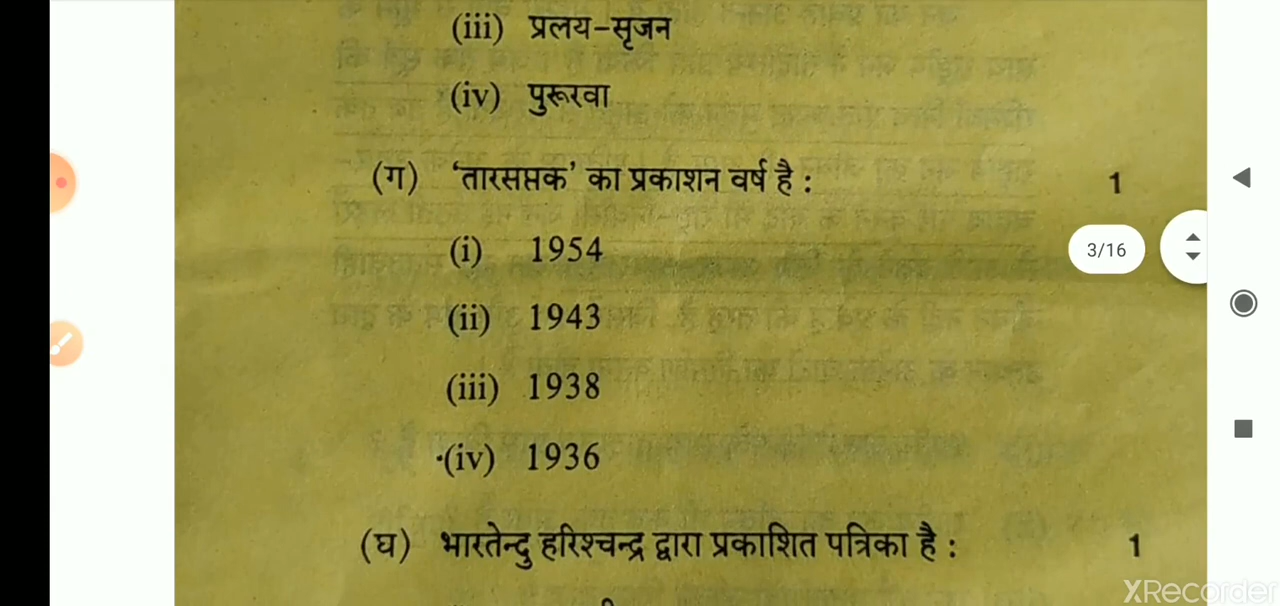 (iii) प्रलय-सृजन
(iv) पुरूरवा
(ग) ‘तारसप्तक’ का प्रकाशन वर्ष है : 1
3/16
(i) 1954
(ii) 1943
(iii) 1938
(iv) 1936
(घ) भारतेन्दु हरिश्चन्द्र द्वारा प्रकाशित पत्रिका है : 1
XRecorder